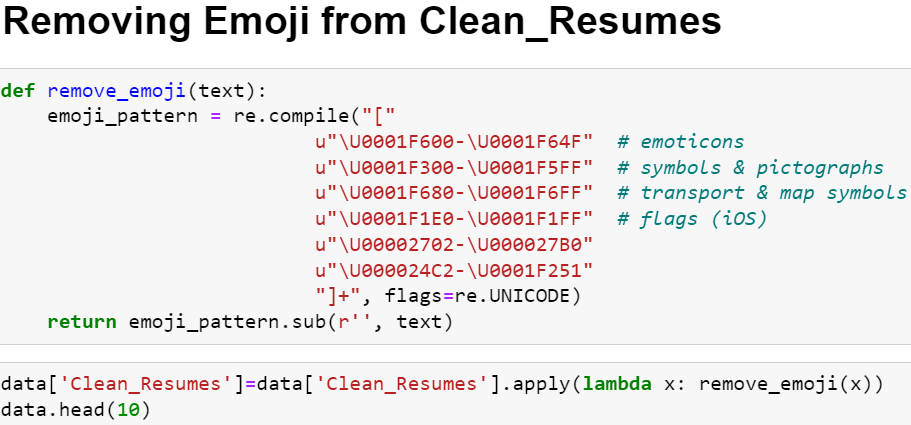 Removing Emoji from Clean_Resumes
def remove_emoji(text):
    emoji_pattern = re.compile("["
                           u"\U0001F600-\U0001F64F"  # emoticons
                           u"\U0001F300-\U0001F5FF"  # symbols & pictographs
                           u"\U0001F680-\U0001F6FF"  # transport & map symbols
                           u"\U0001F1E0-\U0001F1FF"  # flags (iOS)
                           u"\U00002702-\U000027B0"
                           u"\U000024C2-\U0001F251"
                           "]+", flags=re.UNICODE)
    return emoji_pattern.sub(r'', text)
data['Clean_Resumes']=data['Clean_Resumes'].apply(lambda x: remove_emoji(x))
data.head(10)